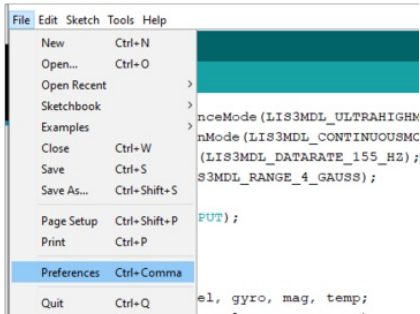 File Edit Sketch Tools Help
New Ctrl+N
Open... Ctrl+O
Open Recent >
Sketchbook >
Examples >
Close Ctrl+W
Save Ctrl+S
Save As... Ctrl+Shift+S
Page Setup Ctrl+Shift+P
Print Ctrl+P
Preferences Ctrl+Comma
Quit Ctrl+Q
nceMode(LIS3MDL_ULTRAHIGHM
nMode(LIS3MDL_CONTINUOUSMO
(LIS3MDL_DATARATE_155_HZ);
S3MDL_RANGE_4_GAUSS);
PUT);
el, gyro, mag, temp;